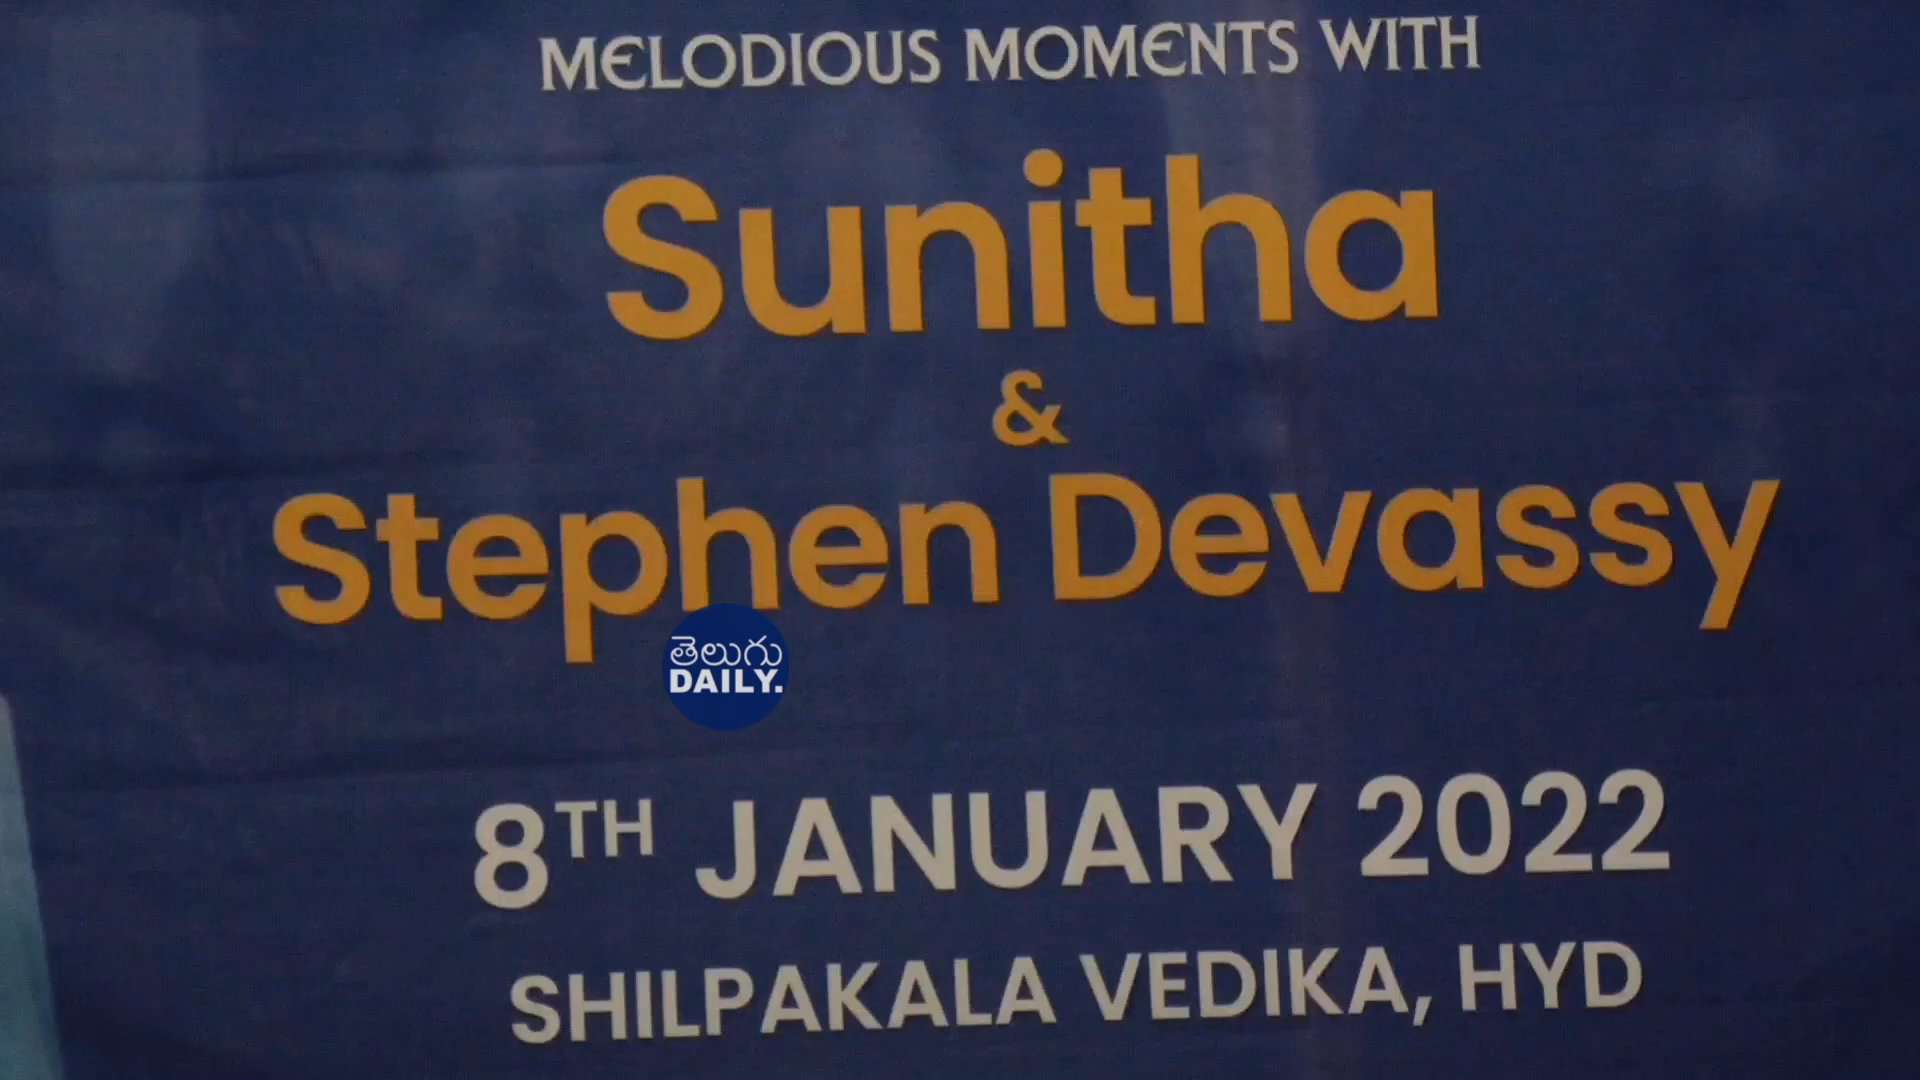 MELODIOUS MOMENTS WITH
Sunitha
&
Stephen Devassy
తెలుగు
DAILY.
8TH JANUARY 2022
SHILPAKALA VEDIKA, HYD